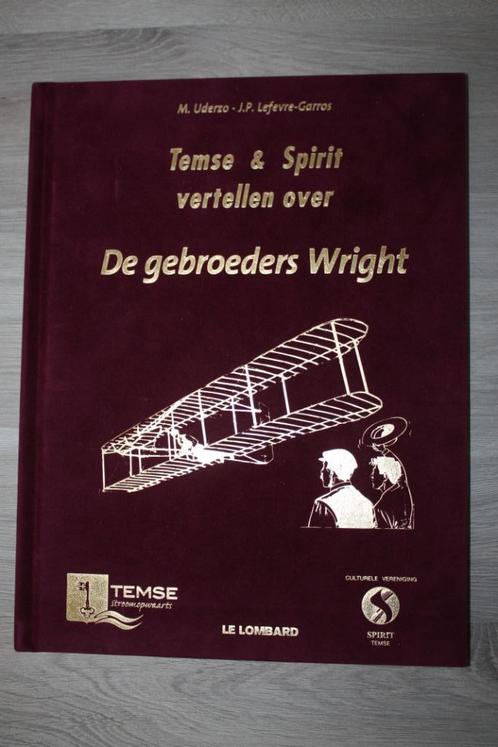 M. Uderzo - J.P. Lefevre-Garros
Temse & Spirit
vertellen over
De gebroeders Wright
TEMSE
Stroomopwaarts
LE LOMBARD
CULTURELE VERENIGING
SPIRIT
TEMSE